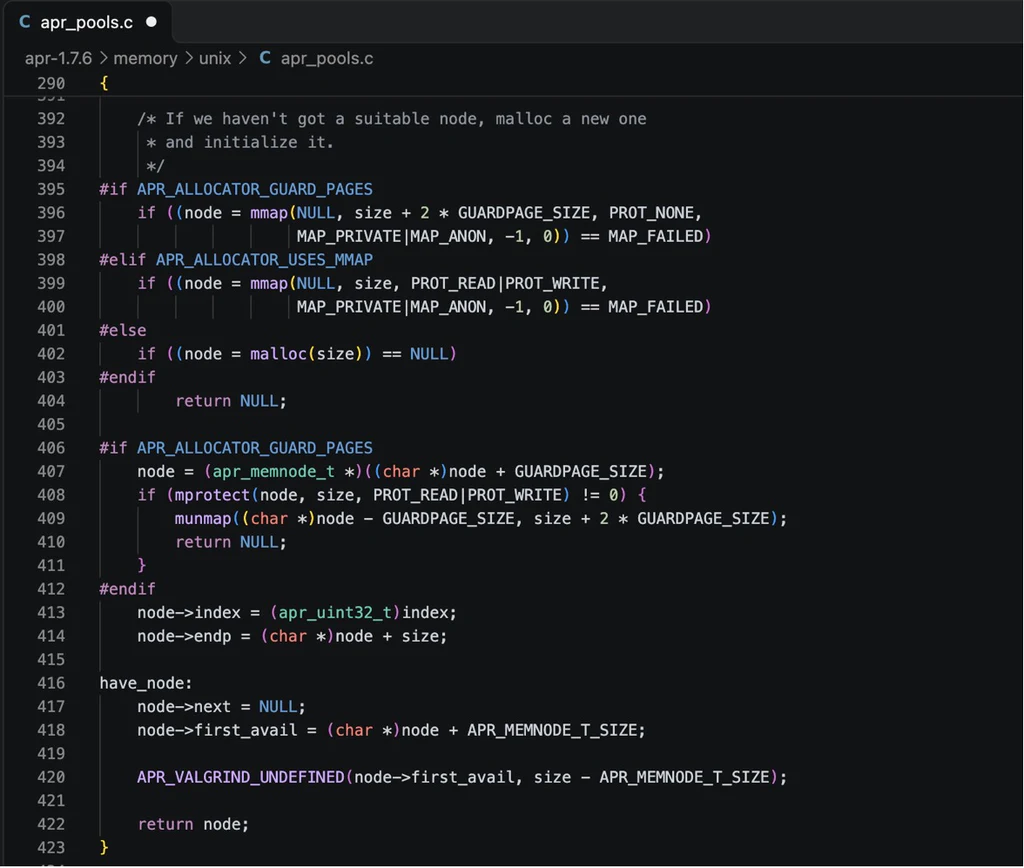 C apr_pools.c ●
apr-1.7.6 > memory > unix > C apr_pools.c
290 {
391
392     /* If we haven't got a suitable node, malloc a new one
393      * and initialize it.
394      */
395 #if APR_ALLOCATOR_GUARD_PAGES
396     if ((node = mmap(NULL, size + 2 * GUARDPAGE_SIZE, PROT_NONE,
397                      MAP_PRIVATE|MAP_ANON, -1, 0)) == MAP_FAILED)
398 #elif APR_ALLOCATOR_USES_MMAP
399     if ((node = mmap(NULL, size, PROT_READ|PROT_WRITE,
400                      MAP_PRIVATE|MAP_ANON, -1, 0)) == MAP_FAILED)
401 #else
402     if ((node = malloc(size)) == NULL)
403 #endif
404         return NULL;
405
406 #if APR_ALLOCATOR_GUARD_PAGES
407     node = (apr_memnode_t *)((char *)node + GUARDPAGE_SIZE);
408     if (mprotect(node, size, PROT_READ|PROT_WRITE) != 0) {
409         munmap((char *)node - GUARDPAGE_SIZE, size + 2 * GUARDPAGE_SIZE);
410         return NULL;
411     }
412 #endif
413     node->index = (apr_uint32_t)index;
414     node->endp = (char *)node + size;
415
416 have_node:
417     node->next = NULL;
418     node->first_avail = (char *)node + APR_MEMNODE_T_SIZE;
419
420     APR_VALGRIND_UNDEFINED(node->first_avail, size - APR_MEMNODE_T_SIZE);
421
422     return node;
423 }